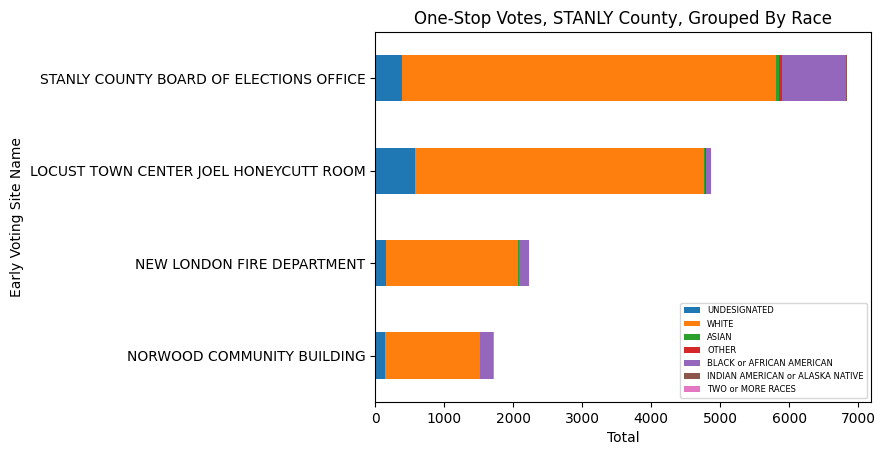 One-Stop Votes, STANLY County, Grouped By Race
Early Voting Site Name
STANLY COUNTY BOARD OF ELECTIONS OFFICE
LOCUST TOWN CENTER JOEL HONEYCUTT ROOM
NEW LONDON FIRE DEPARTMENT
NORWOOD COMMUNITY BUILDING
UNDESIGNATED
WHITE
ASIAN
OTHER
BLACK or AFRICAN AMERICAN
INDIAN AMERICAN or ALASKA NATIVE
TWO or MORE RACES
0 1000 2000 3000 4000 5000 6000 7000
Total